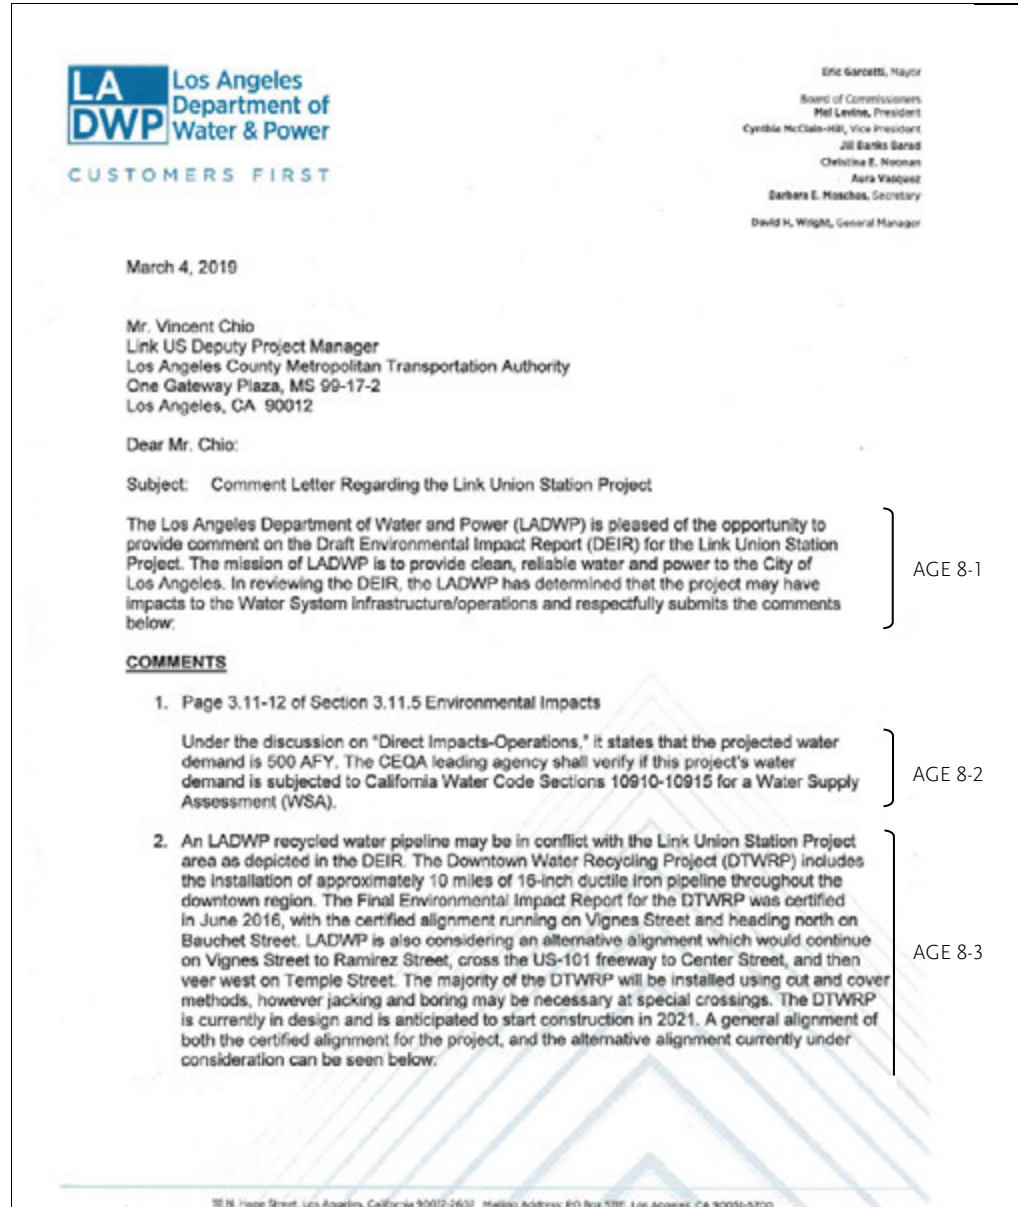 LA
DWP
Los Angeles
Department of
Water & Power
CUSTOMERS FIRST
Eric Garcetti, Mayor
Board of Commissioners
Mel Levine, President
Cynthia McClain-Hill, Vice President
Jill Banks Barad
Christina E. Noonan
Aura Vasquez
Barbara E. Moschos, Secretary
David H. Wright, General Manager
March 4, 2019
Mr. Vincent Chio
Link US Deputy Project Manager
Los Angeles County Metropolitan Transportation Authority
One Gateway Plaza, MS 99-17-2
Los Angeles, CA 90012
Dear Mr. Chio:
Subject: Comment Letter Regarding the Link Union Station Project
The Los Angeles Department of Water and Power (LADWP) is pleased of the opportunity to
provide comment on the Draft Environmental Impact Report (DEIR) for the Link Union Station
Project. The mission of LADWP is to provide clean, reliable water and power to the City of
Los Angeles. In reviewing the DEIR, the LADWP has determined that the project may have
impacts to the Water System infrastructure/operations and respectfully submits the comments
below:
AGE 8-1
COMMENTS
1. Page 3.11-12 of Section 3.11.5 Environmental Impacts
Under the discussion on "Direct Impacts-Operations," it states that the projected water
demand is 500 AFY. The CEQA leading agency shall verify if this project's water
demand is subjected to California Water Code Sections 10910-10915 for a Water Supply
Assessment (WSA).
AGE 8-2
2. An LADWP recycled water pipeline may be in conflict with the Link Union Station Project
area as depicted in the DEIR. The Downtown Water Recycling Project (DTWRP) includes
the installation of approximately 10 miles of 16-inch ductile iron pipeline throughout the
downtown region. The Final Environmental Impact Report for the DTWRP was certified
in June 2016, with the certified alignment running on Vignes Street and heading north on
Bauchet Street. LADWP is also considering an alternative alignment which would continue
on Vignes Street to Ramirez Street, cross the US-101 freeway to Center Street, and then
veer west on Temple Street. The majority of the DTWRP will be installed using cut and cover
methods, however jacking and boring may be necessary at special crossings. The DTWRP
is currently in design and is anticipated to start construction in 2021. A general alignment of
both the certified alignment for the project, and the alternative alignment currently under
consideration can be seen below:
AGE 8-3
N. Hope Street, Los Angeles, California 90012-2607 Mailing Address: PO Box Los Angeles, CA 90051-5700